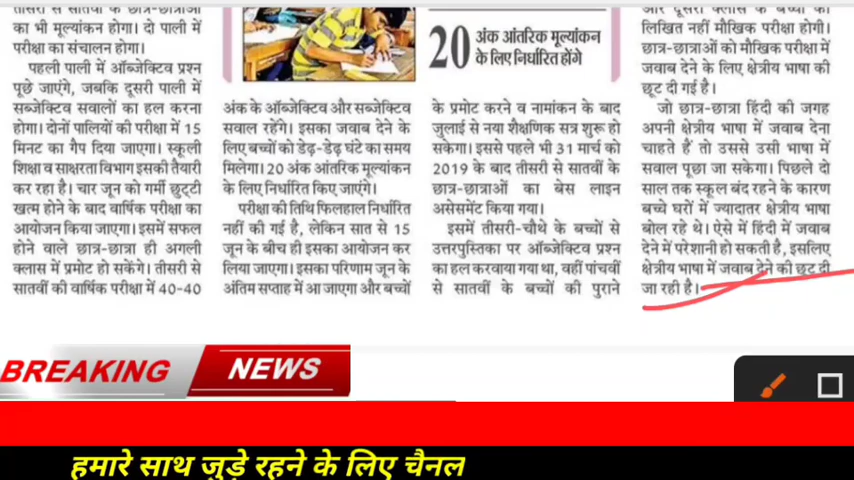 तीसरी से सातवीं के छात्र-छात्राओं
का भी मूल्यांकन होगा। दो पाली में
परीक्षा का संचालन होगा।
पहली पाली में ऑब्जेक्टिव प्रश्न
पूछे जाएंगे, जबकि दूसरी पाली में
सब्जेक्टिव सवालों का हल करना
होगा। दोनों पालियों की परीक्षा में 15
मिनट का गैप दिया जाएगा। स्कूली
शिक्षा व साक्षरता विभाग इसकी तैयारी
कर रहा है। चार जून को गर्मी छुट्टी
खत्म होने के बाद वार्षिक परीक्षा का
आयोजन किया जाएगा। इसमें सफल
होने वाले छात्र-छात्रा ही अगली
क्लास में प्रमोट हो सकेंगे। तीसरी से
सातवीं की वार्षिक परीक्षा में 40-40
अंक के ऑब्जेक्टिव और सब्जेक्टिव
सवाल रहेंगे। इसका जवाब देने के
लिए बच्चों को डेढ़-डेढ़ घंटे का समय
मिलेगा। 20 अंक आंतरिक मूल्यांकन
के लिए निर्धारित किए जाएंगे।
परीक्षा की तिथि फिलहाल निर्धारित
नहीं की गई है, लेकिन सात से 15
जून के बीच ही इसका आयोजन कर
लिया जाएगा। इसका परिणाम जून के
अंतिम सप्ताह में आ जाएगा और बच्चों
20 अंक आंतरिक मूल्यांकन
के लिए निर्धारित होंगे
के प्रमोट करने व नामांकन के बाद
जुलाई से नया शैक्षणिक सत्र शुरू हो
सकेगा। इससे पहले भी 31 मार्च को
2019 के बाद तीसरी से सातवीं के
छात्र-छात्राओं का बेस लाइन
असेसमेंट किया गया।
इसमें तीसरी-चौथे के बच्चों से
उत्तरपुस्तिका पर ऑब्जेक्टिव प्रश्न
का हल करवाया गया था, वहीं पांचवीं
से सातवीं के बच्चों की पुराने
और दूसरी क्लास के बच्चों की
लिखित नहीं मौखिक परीक्षा होगी।
छात्र-छात्राओं को मौखिक परीक्षा में
जवाब देने के लिए क्षेत्रीय भाषा की
छूट दी गई है।
जो छात्र-छात्रा हिंदी की जगह
अपनी क्षेत्रीय भाषा में जवाब देना
चाहते हैं तो उससे उसी भाषा में
सवाल पूछा जा सकेगा। पिछले दो
साल तक स्कूल बंद रहने के कारण
बच्चे घरों में ज्यादातर क्षेत्रीय भाषा
बोल रहे थे। ऐसे में हिंदी में जवाब
देने में परेशानी हो सकती है, इसलिए
क्षेत्रीय भाषा में जवाब देने की छूट दी
जा रही है।
BREAKING NEWS
हमारे साथ जुड़े रहने के लिए चैनल